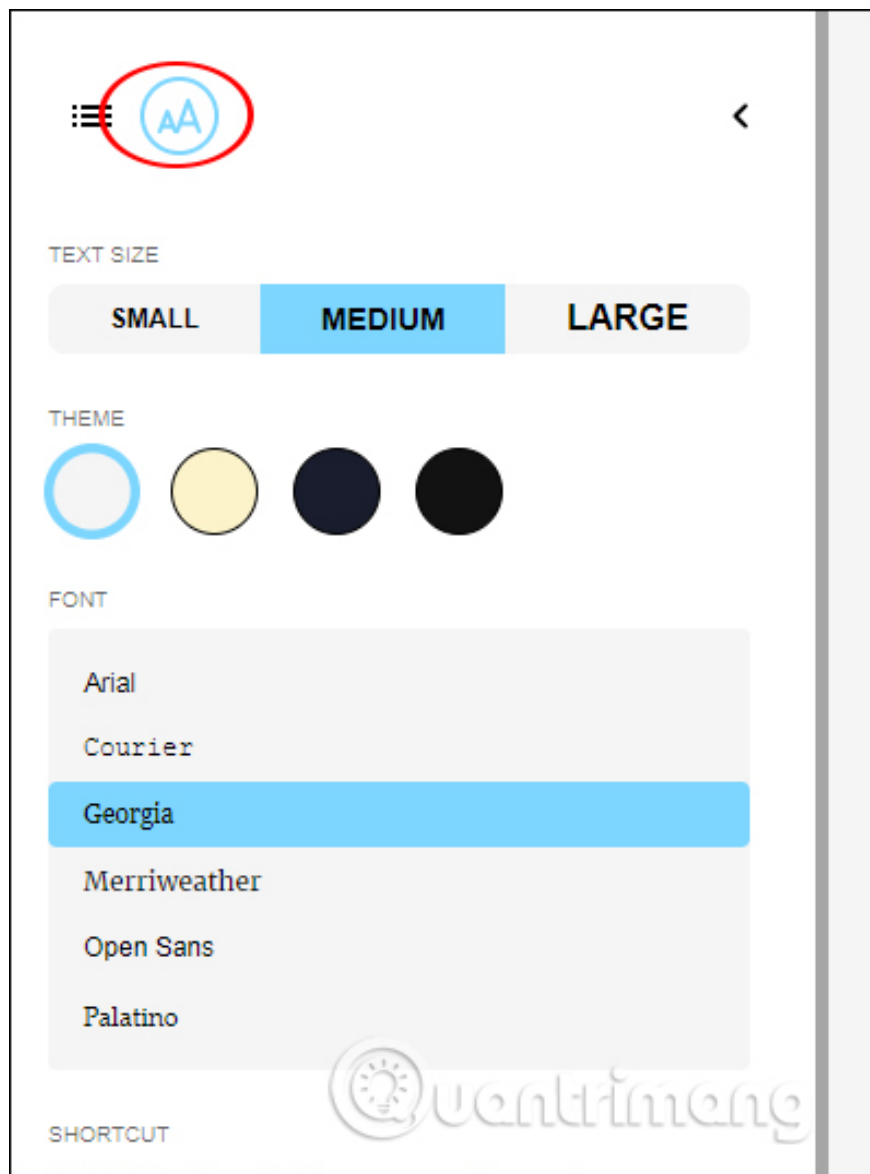 AA
TEXT SIZE
SMALL MEDIUM LARGE
THEME
FONT
Arial
Courier
Georgia
Merriweather
Open Sans
Palatino
Quantrimang
SHORTCUT